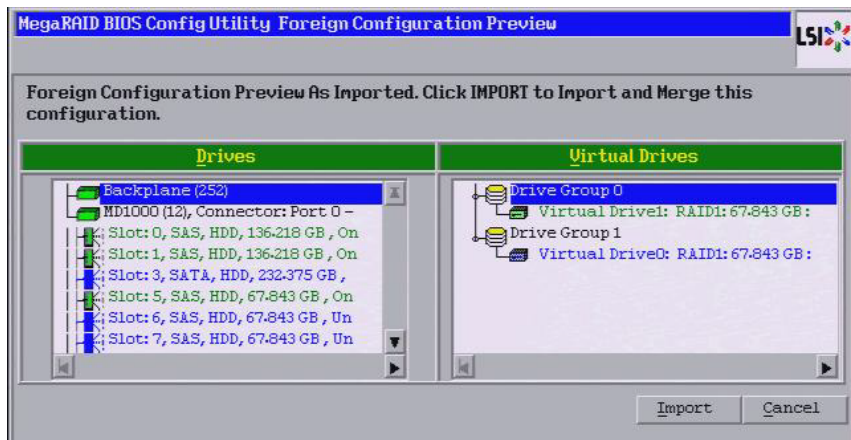 MegaRAID BIOS Config Utility Foreign Configuration Preview
LSI
Foreign Configuration Preview As Imported. Click IMPORT to Import and Merge this
configuration.
Drives
Virtual Drives
Backplane (252)
MD1000 (12), Connector: Port 0 -
Slot: 0, SAS, HDD, 136.218 GB , On
Slot: 1, SAS, HDD, 136.218 GB , On
Slot: 3, SATA, HDD, 232.375 GB ,
Slot: 5, SAS, HDD, 67.843 GB , On
Slot: 6, SAS, HDD, 67.843 GB , Un
Slot: 7, SAS, HDD, 67.843 GB , Un
Drive Group 0
Virtual Drive1: RAID1: 67.843 GB :
Drive Group 1
Virtual Drive0: RAID1: 67.843 GB :
Import
Cancel